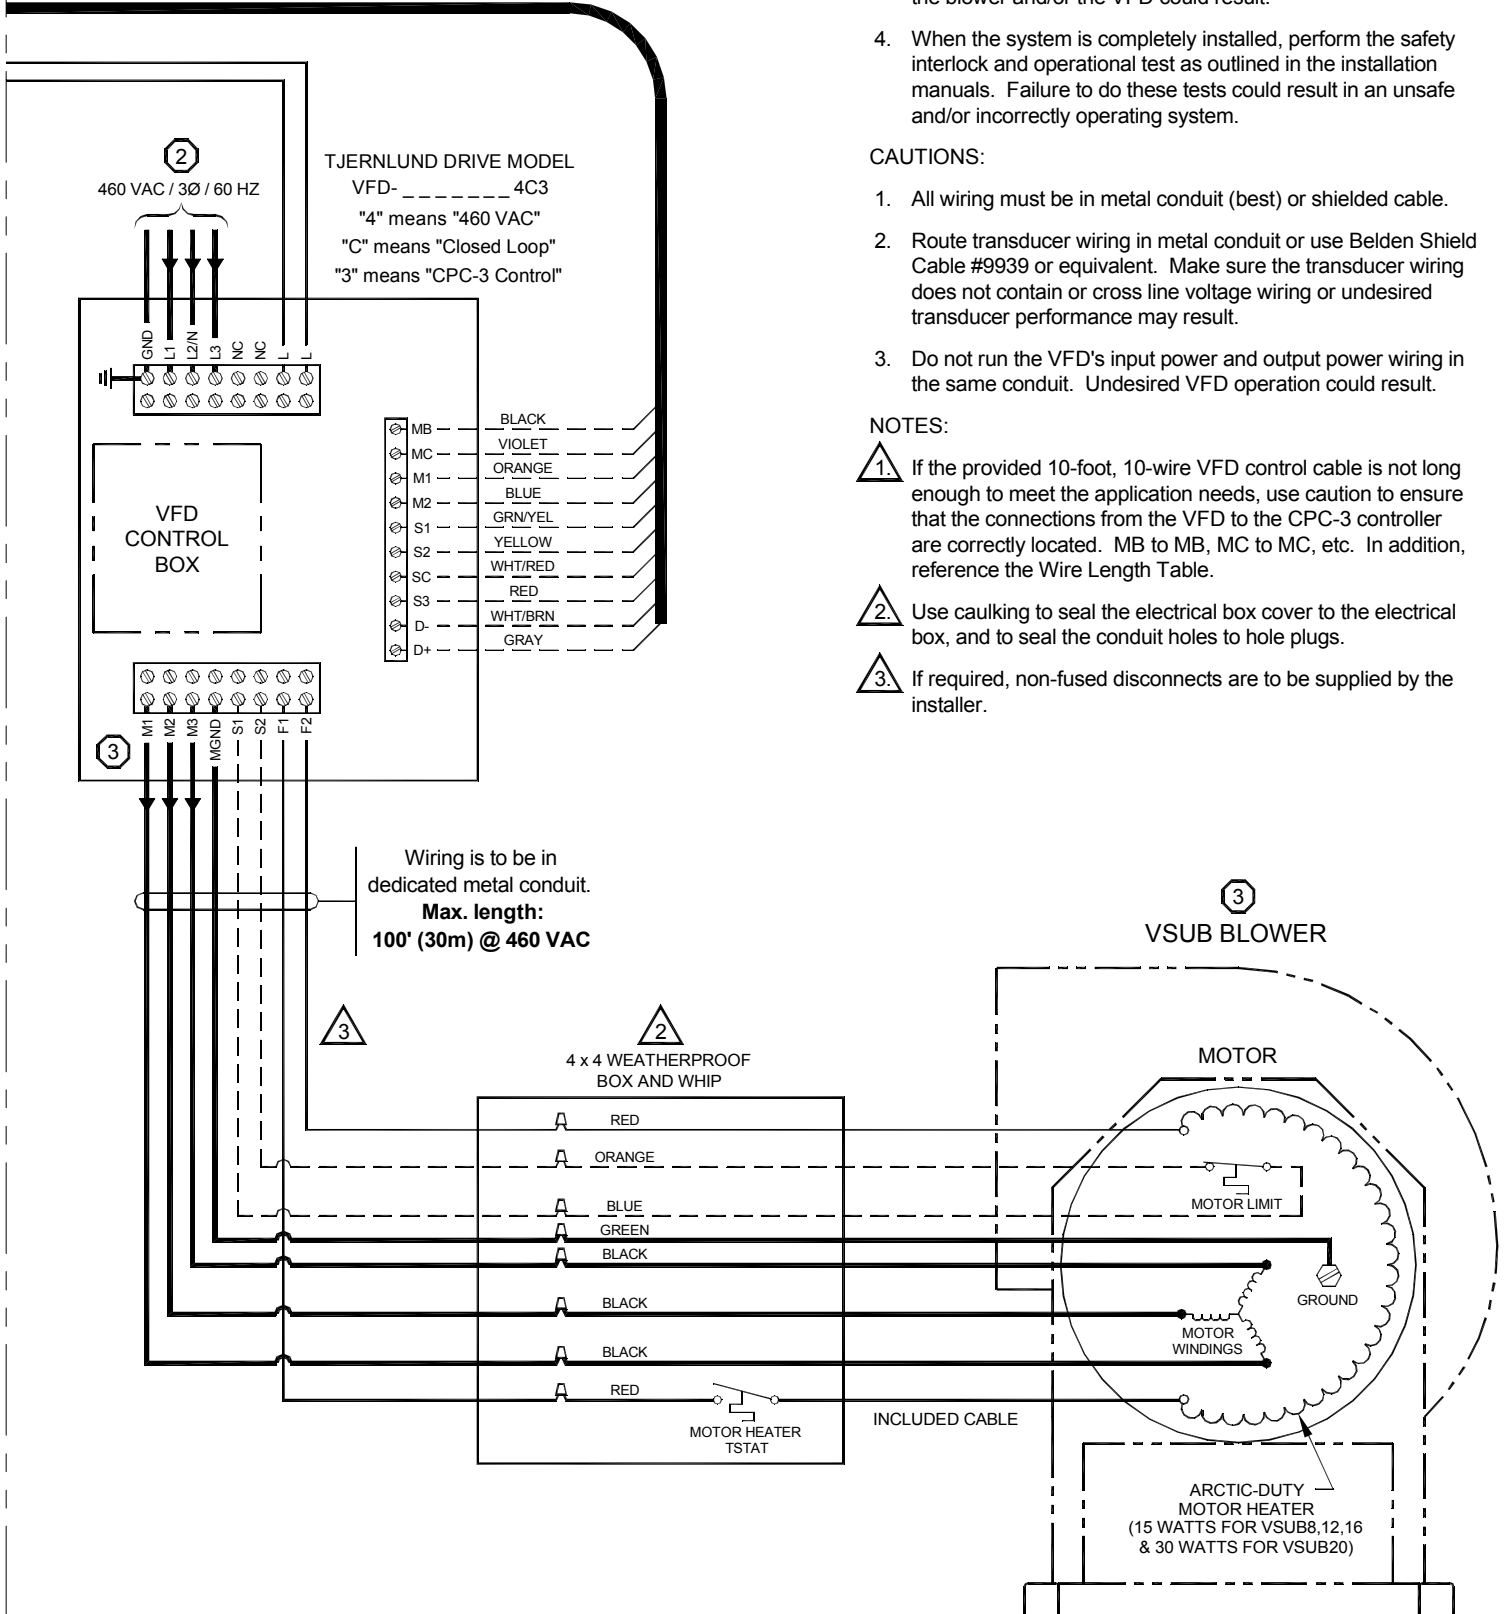 the blower and/or the VFD could result.
4. When the system is completely installed, perform the safety
interlock and operational test as outlined in the installation
manuals. Failure to do these tests could result in an unsafe
and/or incorrectly operating system.
CAUTIONS:
1. All wiring must be in metal conduit (best) or shielded cable.
2. Route transducer wiring in metal conduit or use Belden Shield
Cable #9939 or equivalent. Make sure the transducer wiring
does not contain or cross line voltage wiring or undesired
transducer performance may result.
3. Do not run the VFD's input power and output power wiring in
the same conduit. Undesired VFD operation could result.
NOTES:
1. If the provided 10-foot, 10-wire VFD control cable is not long
enough to meet the application needs, use caution to ensure
that the connections from the VFD to the CPC-3 controller
are correctly located. MB to MB, MC to MC, etc. In addition,
reference the Wire Length Table.
2. Use caulking to seal the electrical box cover to the electrical
box, and to seal the conduit holes to hole plugs.
3. If required, non-fused disconnects are to be supplied by the
installer.
2
460 VAC / 3Ø / 60 HZ
TJERNLUND DRIVE MODEL
VFD- _ _ _ _ _ _ _ 4C3
"4" means "460 VAC"
"C" means "Closed Loop"
"3" means "CPC-3 Control"
GND
L1
L2/N
L3
NC
NC
L
L
VFD
CONTROL
BOX
MB BLACK
MC VIOLET
M1 ORANGE
M2 BLUE
S1 GRN/YEL
S2 YELLOW
SC WHT/RED
S3 RED
D- WHT/BRN
D+ GRAY
M1
M2
M3
MGND
S1
S2
F1
F2
3
Wiring is to be in
dedicated metal conduit.
Max. length:
100' (30m) @ 460 VAC
3
2
4 x 4 WEATHERPROOF
BOX AND WHIP
RED
ORANGE
BLUE
GREEN
BLACK
BLACK
BLACK
RED
MOTOR HEATER
TSTAT
INCLUDED CABLE
3
VSUB BLOWER
MOTOR
MOTOR LIMIT
GROUND
MOTOR
WINDINGS
ARCTIC-DUTY
MOTOR HEATER
(15 WATTS FOR VSUB8,12,16
& 30 WATTS FOR VSUB20)